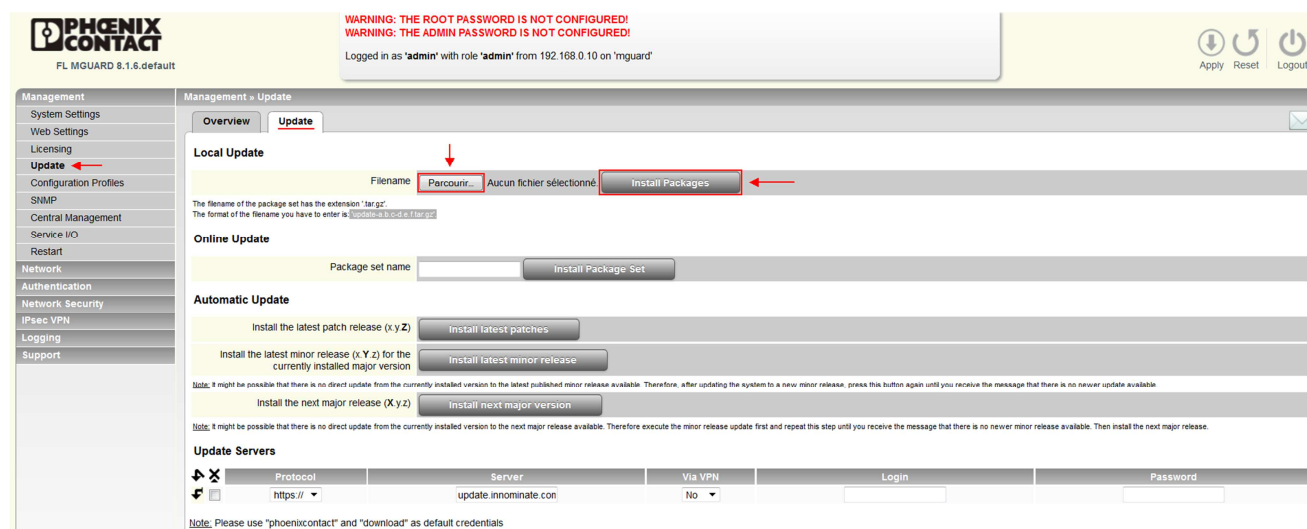 PHŒNIX
CONTACT
FL MGUARD 8.1.6.default
WARNING: THE ROOT PASSWORD IS NOT CONFIGURED!
WARNING: THE ADMIN PASSWORD IS NOT CONFIGURED!
Logged in as 'admin' with role 'admin' from 192.168.0.10 on 'mguard'
Apply Reset Logout
Management
System Settings
Web Settings
Licensing
Update
Configuration Profiles
SNMP
Central Management
Service I/O
Restart
Network
Authentication
Network Security
IPsec VPN
Logging
Support
Management » Update
Overview Update
Local Update
Filename Parcourir... Aucun fichier sélectionné. Install Packages
The filename of the package set has the extension '.tar.gz'.
The format of the filename you have to enter is: 'update-a.b.c-d.e.f.tar.gz'.
Online Update
Package set name Install Package Set
Automatic Update
Install the latest patch release (x.y.Z) Install latest patches
Install the latest minor release (x.Y.z) for the
currently installed major version Install latest minor release
Note: It might be possible that there is no direct update from the currently installed version to the latest published minor release available. Therefore, after updating the system to a new minor release, press this button again until you receive the message that there is no newer update available.
Install the next major release (X.y.z) Install next major version
Note: It might be possible that there is no direct update from the currently installed version to the next major release available. Therefore execute the minor release update first and repeat this step until you receive the message that there is no newer minor release available. Then install the next major release.
Update Servers
Protocol Server Via VPN Login Password
https:// update.innominate.com No
Note: Please use "phoenixcontact" and "download" as default credentials